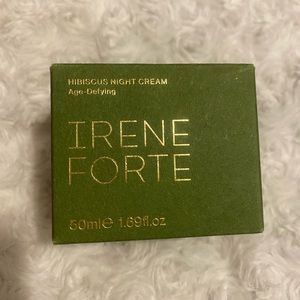 HIBISCUS NIGHT CREAM
Age-Defying
IRENE
FORTE
50ml℮ 1.69fl.oz